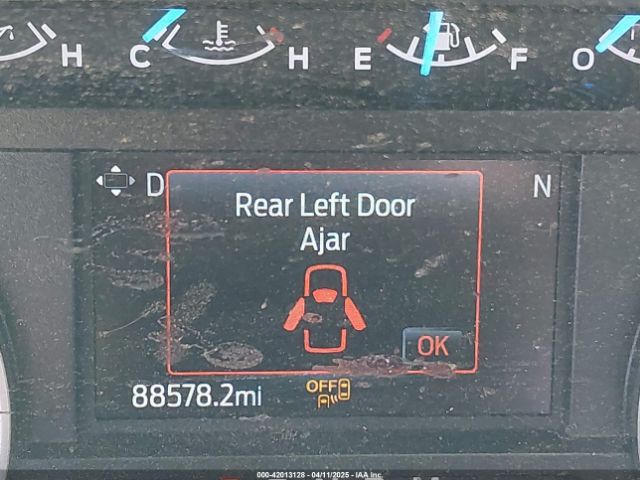 H C H E F O
D N
Rear Left Door
Ajar
OK
88578.2mi OFF
000-42013128 - 04/11/2025 - IAA Inc.